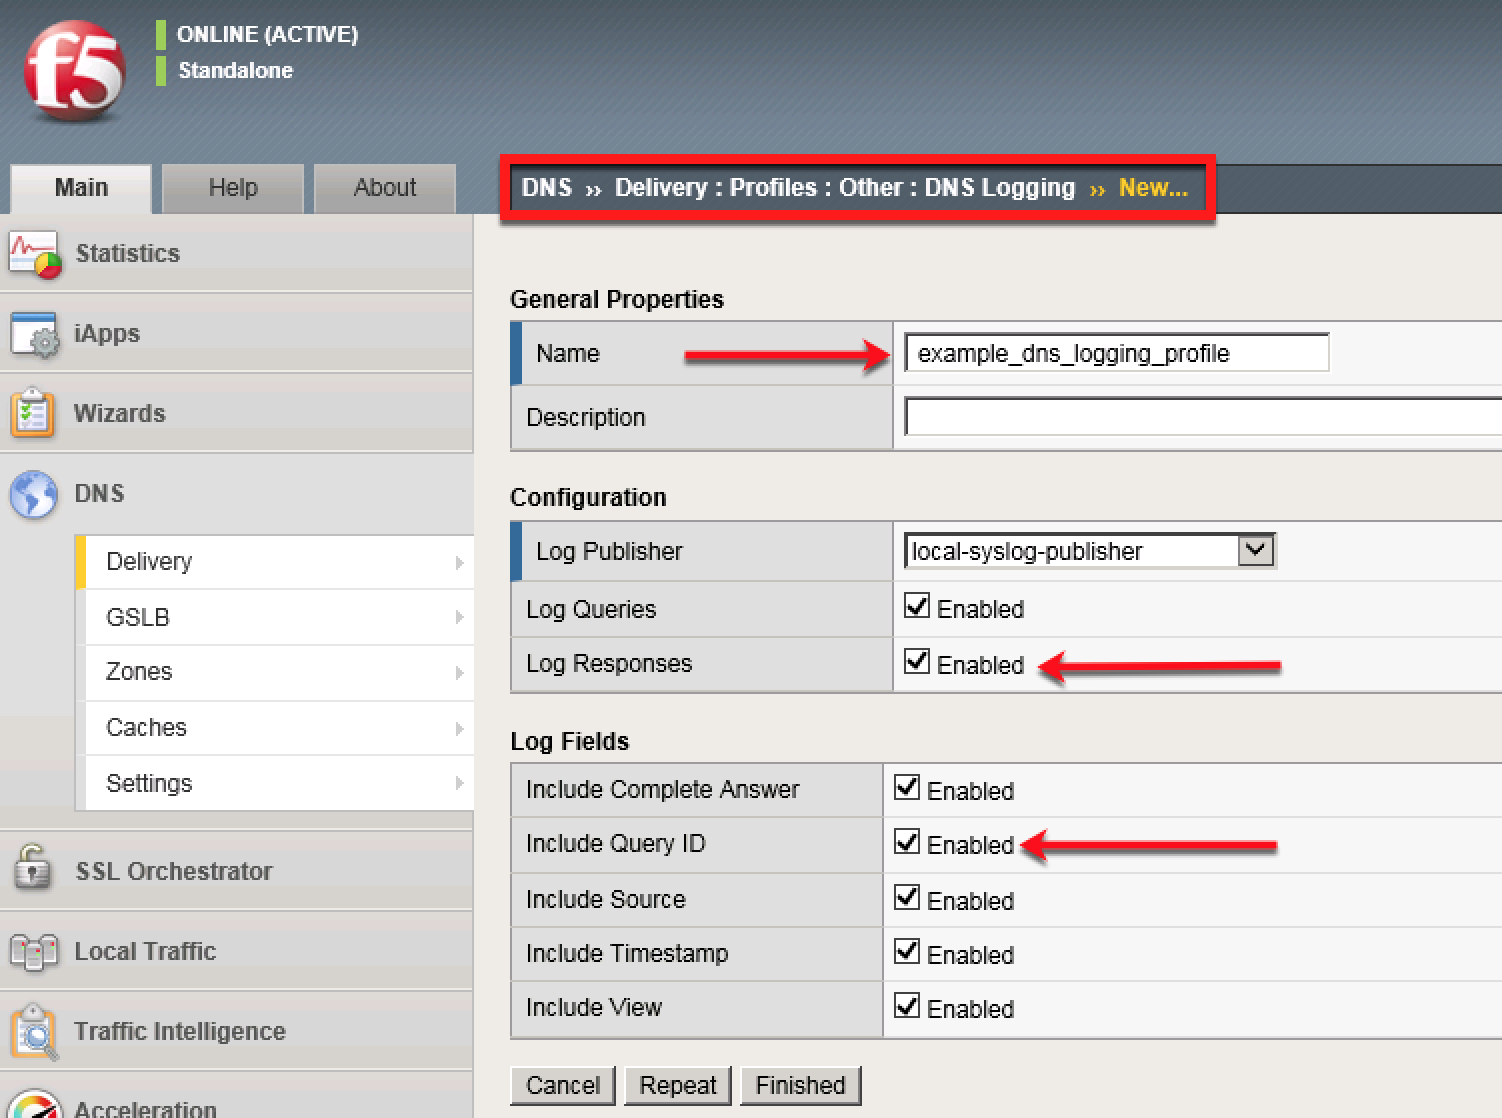 f5
ONLINE (ACTIVE)
Standalone
Main Help About
DNS ›› Delivery : Profiles : Other : DNS Logging ›› New...
Statistics
iApps
Wizards
DNS
Delivery
GSLB
Zones
Caches
Settings
SSL Orchestrator
Local Traffic
Traffic Intelligence
Acceleration
General Properties
Name example_dns_logging_profile
Description
Configuration
Log Publisher local-syslog-publisher
Log Queries Enabled
Log Responses Enabled
Log Fields
Include Complete Answer Enabled
Include Query ID Enabled
Include Source Enabled
Include Timestamp Enabled
Include View Enabled
Cancel Repeat Finished